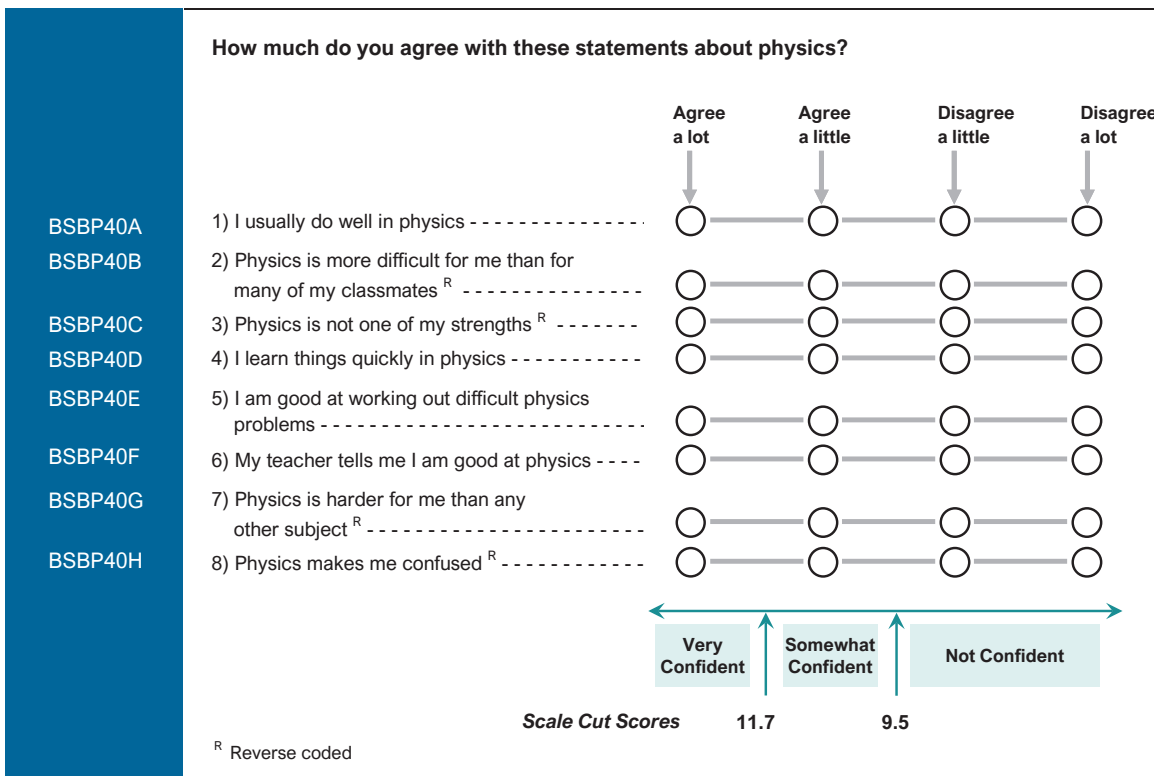 How much do you agree with these statements about physics?
Agree a lot
Agree a little
Disagree a little
Disagree a lot
BSBP40A 1) I usually do well in physics - - - - - - - - - - - - - - - - - -
BSBP40B 2) Physics is more difficult for me than for
many of my classmates R - - - - - - - - - - - - - - -
BSBP40C 3) Physics is not one of my strengths R - - - - - - -
BSBP40D 4) I learn things quickly in physics - - - - - - - - - - -
BSBP40E 5) I am good at working out difficult physics
problems - - - - - - - - - - - - - - - - - - - - - - - - - - -
BSBP40F 6) My teacher tells me I am good at physics - - - -
BSBP40G 7) Physics is harder for me than any
other subject R - - - - - - - - - - - - - - - - - - - - - - -
BSBP40H 8) Physics makes me confused R - - - - - - - - - - - -
Very Confident
Somewhat Confident
Not Confident
Scale Cut Scores 11.7 9.5
R Reverse coded